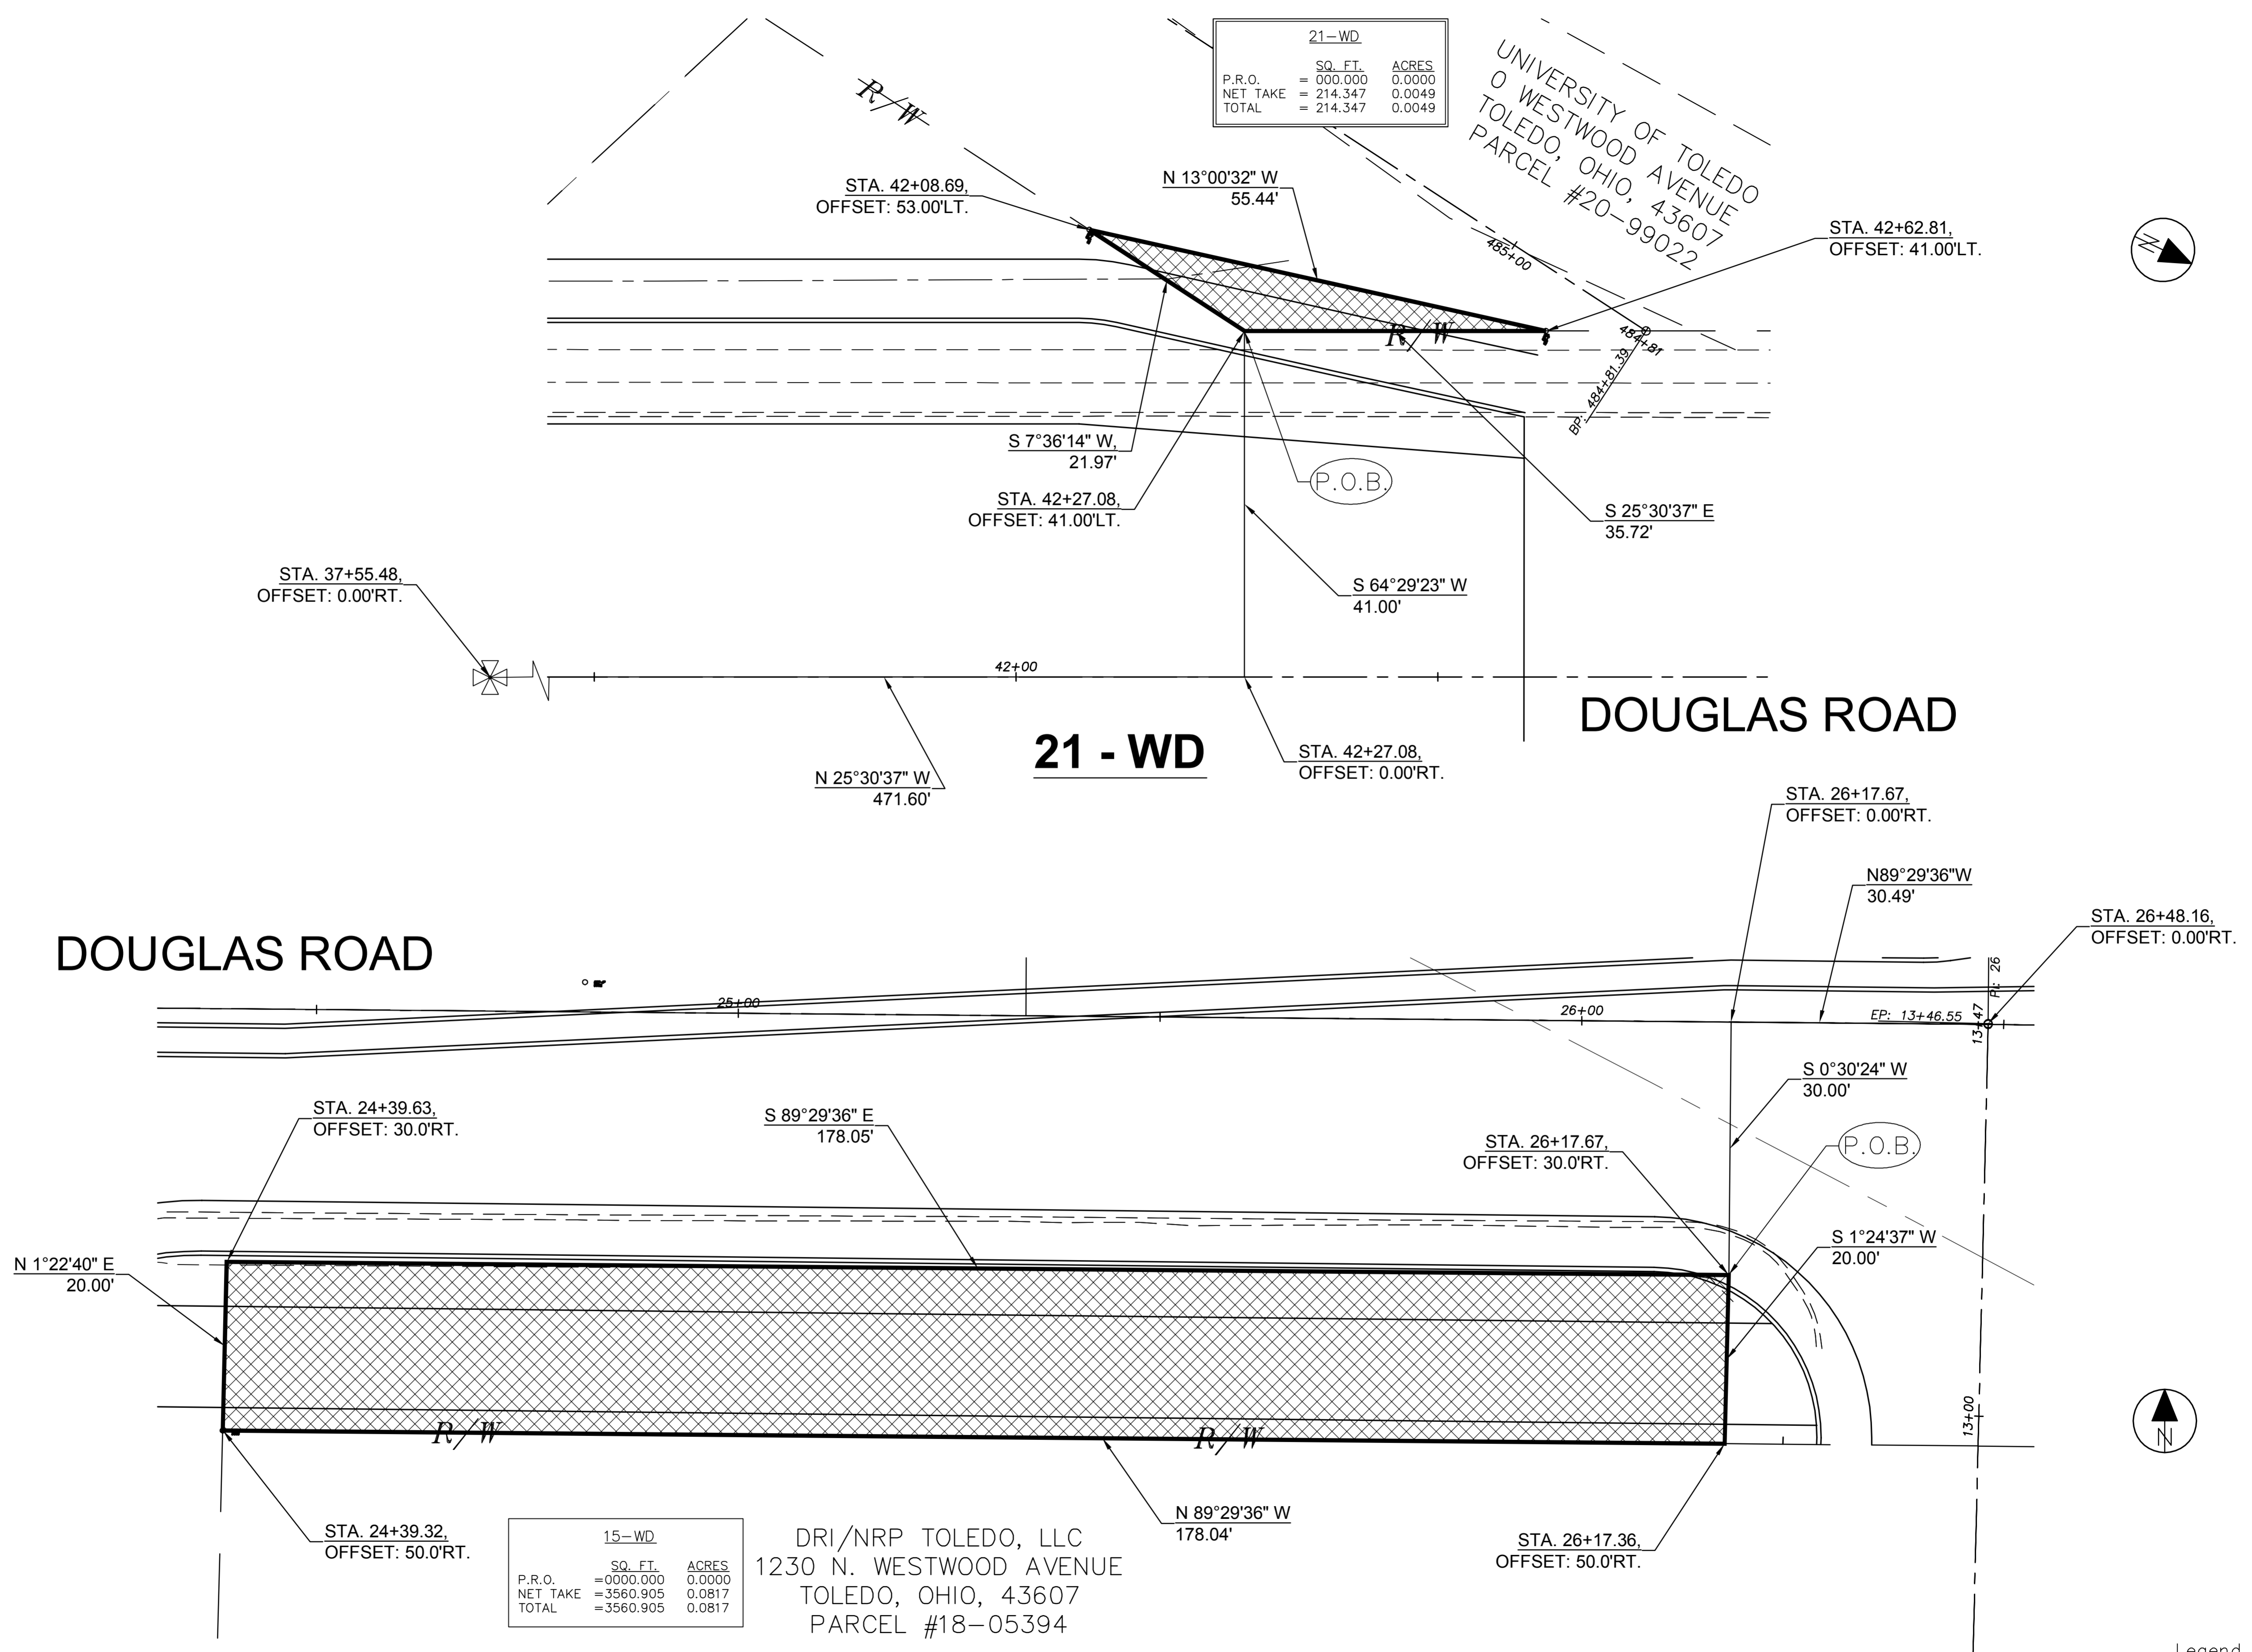 21-WD
SQ. FT. ACRES
P.R.O. = 000.000 0.0000
NET TAKE = 214.347 0.0049
TOTAL = 214.347 0.0049
UNIVERSITY OF TOLEDO
0 WESTWOOD AVENUE
TOLEDO, OHIO, 43607
PARCEL #20-99022
R/W
STA. 42+08.69,
OFFSET: 53.00'LT.
N 13°00'32" W
55.44'
STA. 42+62.81,
OFFSET: 41.00'LT.
N
485+00
484+81
BP: 484+81.39
R/W
S 7°36'14" W,
21.97'
P.O.B.
STA. 42+27.08,
OFFSET: 41.00'LT.
S 25°30'37" E
35.72'
STA. 37+55.48,
OFFSET: 0.00'RT.
S 64°29'23" W
41.00'
42+00
DOUGLAS ROAD
21 - WD
N 25°30'37" W
471.60'
STA. 42+27.08,
OFFSET: 0.00'RT.
STA. 26+17.67,
OFFSET: 0.00'RT.
N89°29'36"W
30.49'
STA. 26+48.16,
OFFSET: 0.00'RT.
DOUGLAS ROAD
25+00
26+00
EP: 13+46.55
13+47
PI: 26
S 0°30'24" W
30.00'
STA. 24+39.63,
OFFSET: 30.0'RT.
S 89°29'36" E
178.05'
STA. 26+17.67,
OFFSET: 30.0'RT.
P.O.B.
N 1°22'40" E
20.00'
S 1°24'37" W
20.00'
13+00
N
R/W
R/W
STA. 24+39.32,
OFFSET: 50.0'RT.
N 89°29'36" W
178.04'
STA. 26+17.36,
OFFSET: 50.0'RT.
15-WD
SQ. FT. ACRES
P.R.O. =0000.000 0.0000
NET TAKE =3560.905 0.0817
TOTAL =3560.905 0.0817
DRI/NRP TOLEDO, LLC
1230 N. WESTWOOD AVENUE
TOLEDO, OHIO, 43607
PARCEL #18-05394
Legend